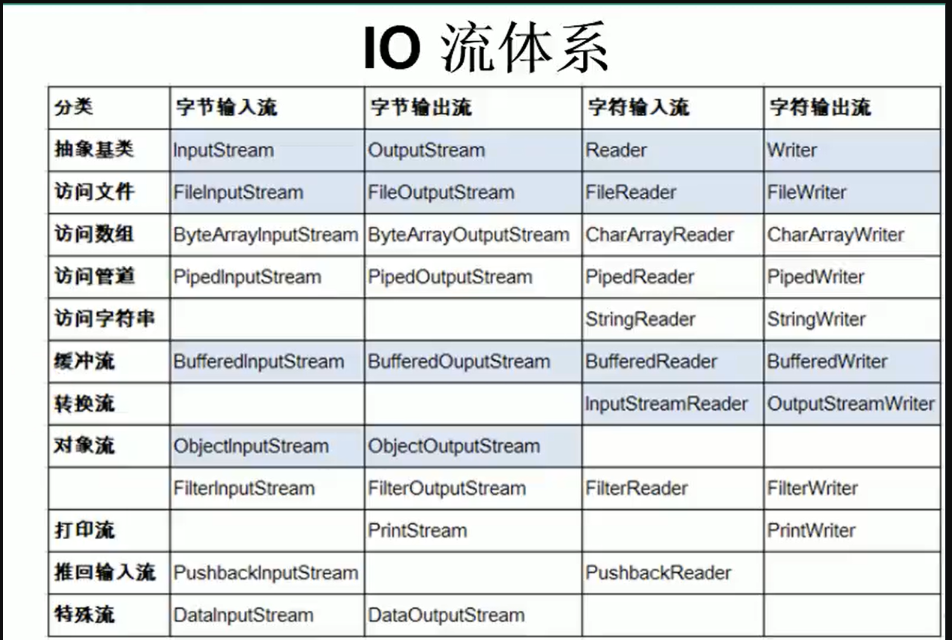 IO 流体系
分类 字节输入流 字节输出流 字符输入流 字符输出流
抽象基类 InputStream OutputStream Reader Writer
访问文件 FileInputStream FileOutputStream FileReader FileWriter
访问数组 ByteArrayInputStream ByteArrayOutputStream CharArrayReader CharArrayWriter
访问管道 PipedInputStream PipedOutputStream PipedReader PipedWriter
访问字符串 StringReader StringWriter
缓冲流 BufferedInputStream BufferedOuputStream BufferedReader BufferedWriter
转换流 InputStreamReader OutputStreamWriter
对象流 ObjectInputStream ObjectOutputStream
FilterInputStream FilterOutputStream FilterReader FilterWriter
打印流 PrintStream PrintWriter
推回输入流 PushbackInputStream PushbackReader
特殊流 DataInputStream DataOutputStream